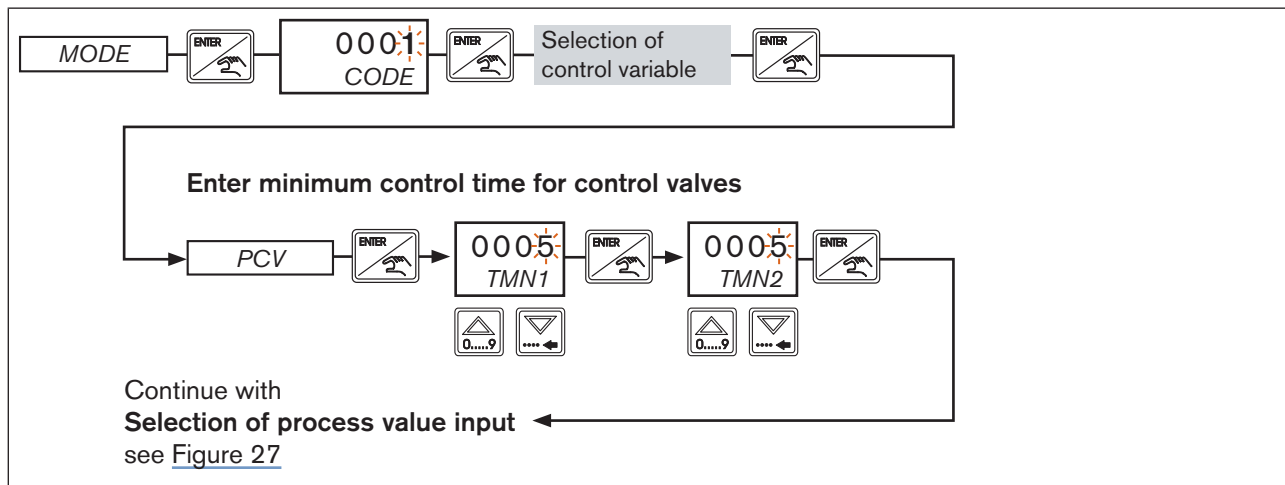 MODE
ENTER
0001
CODE
ENTER
Selection of
control variable
ENTER
Enter minimum control time for control valves
PCV
ENTER
0005
TMN1
ENTER
0005
TMN2
ENTER
0.....9
....
0.....9
....
Continue with
Selection of process value input
see Figure 27